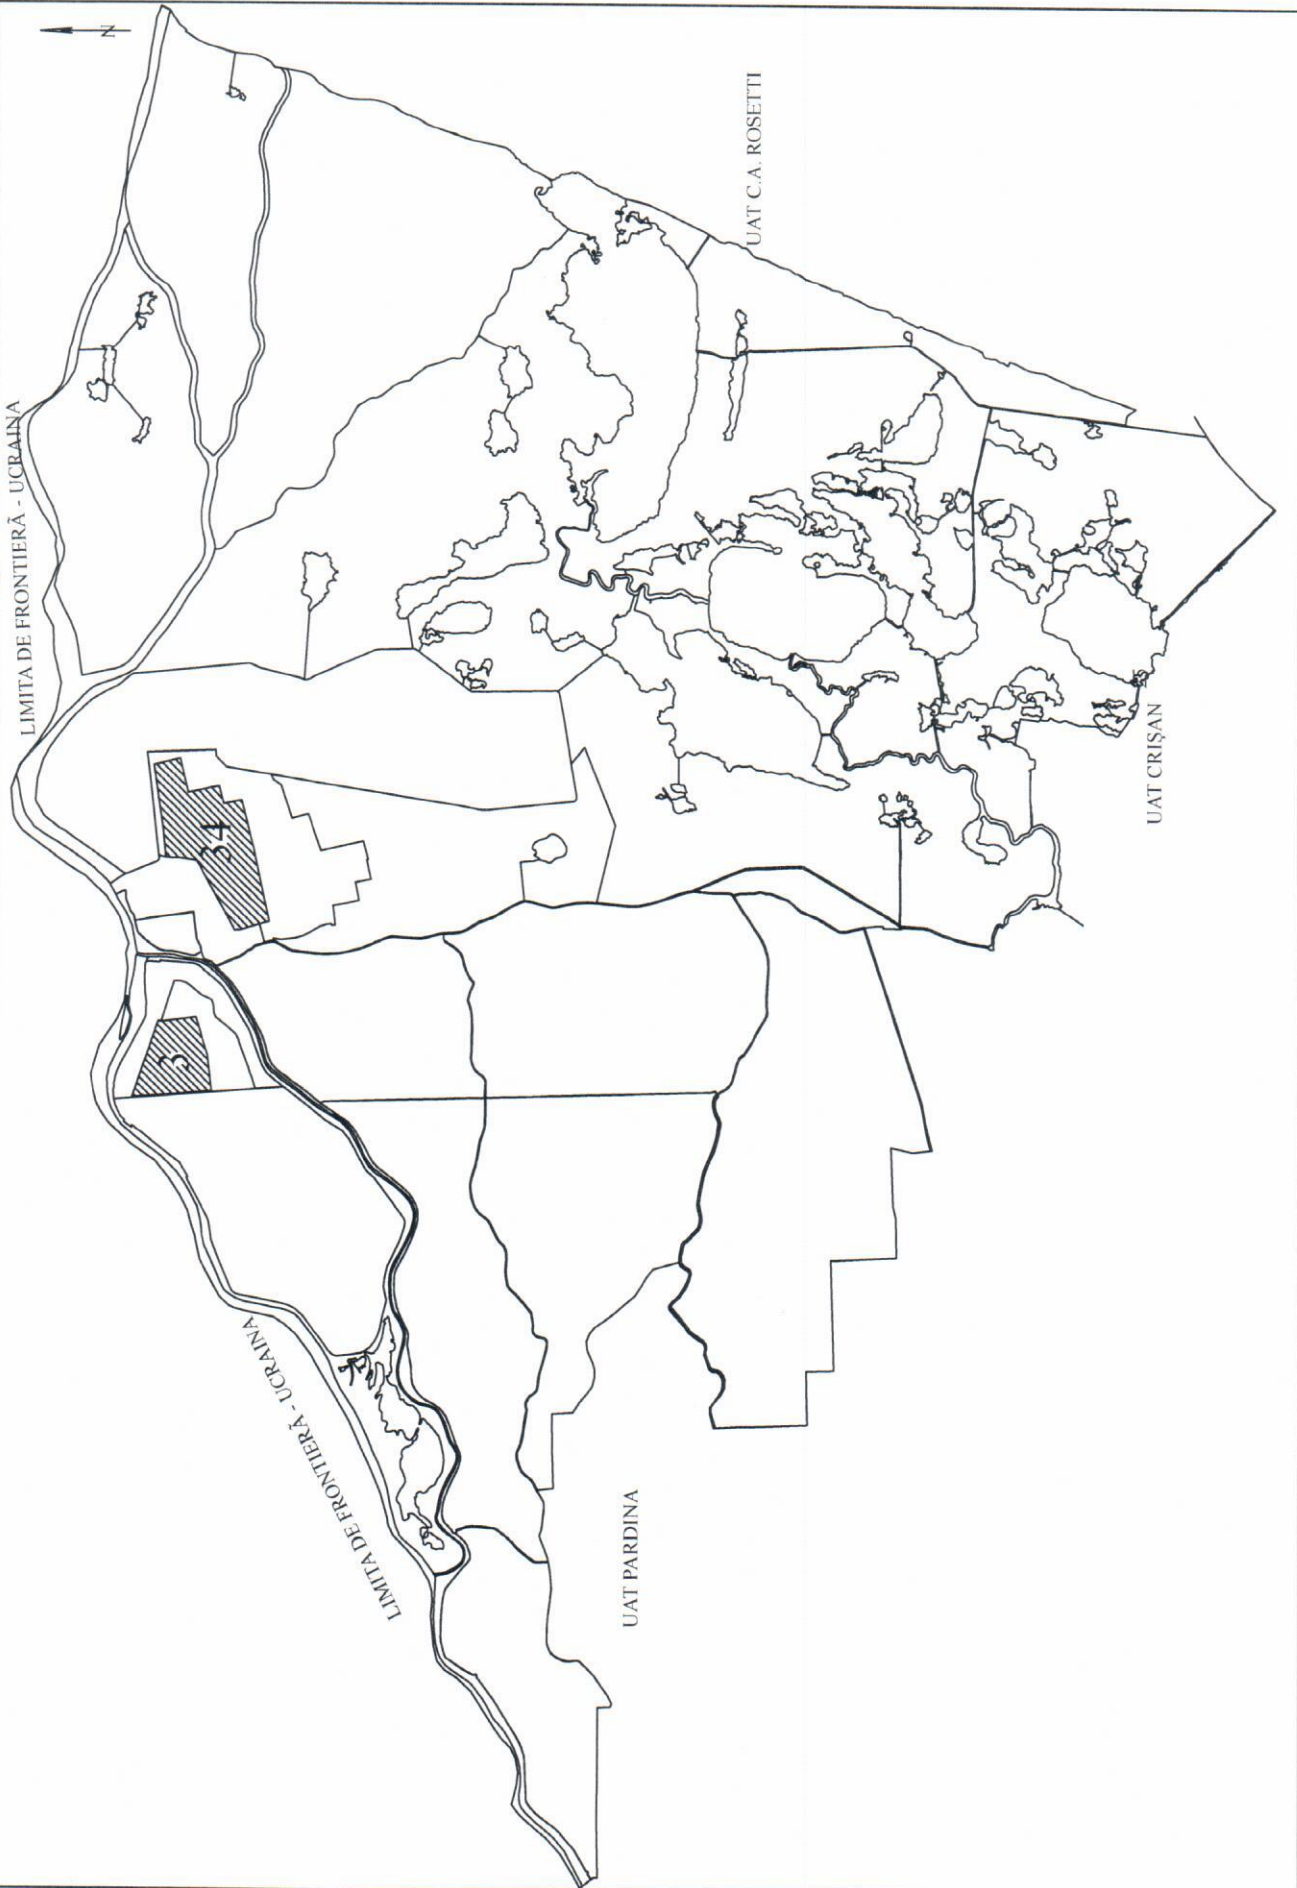 N
LIMITA DE FRONTIERĂ - UCRAINA
UAT C.A. ROSETTI
34
3
UAT CRIȘAN
LIMITA DE FRONTIERĂ - UCRAINA
UAT PARDINA